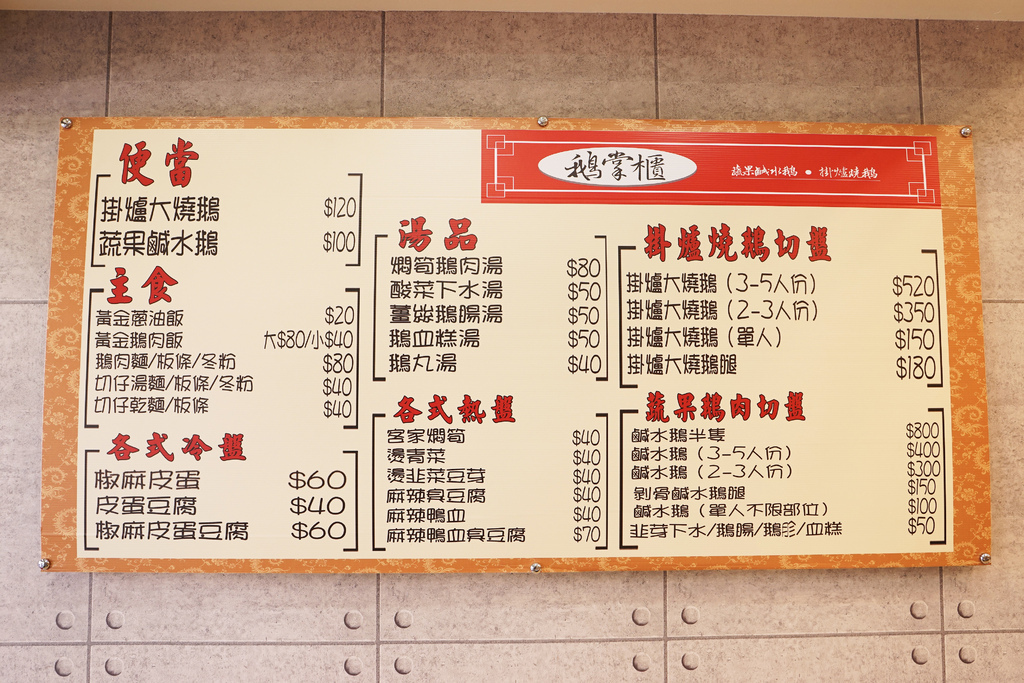 鵝掌櫃
蔬果鹹水鵝 • 掛爐燒鵝
便當
掛爐大燒鵝 $120
蔬果鹹水鵝 $100
主食
黃金蔥油飯 $20
黃金鵝肉飯 大$80/小$40
鵝肉麵/板條/冬粉 $80
切仔湯麵/板條/冬粉 $40
切仔乾麵/板條 $40
各式冷盤
椒麻皮蛋 $60
皮蛋豆腐 $40
椒麻皮蛋豆腐 $60
湯品
燜筍鵝肉湯 $80
酸菜下水湯 $50
薑絲鵝腸湯 $50
鵝血糕湯 $50
鵝丸湯 $40
各式熱盤
客家燜筍 $40
燙青菜 $40
燙韭菜豆芽 $40
麻辣臭豆腐 $40
麻辣鴨血 $40
麻辣鴨血臭豆腐 $70
掛爐燒鵝切盤
掛爐大燒鵝（3-5人份） $520
掛爐大燒鵝（2-3人份） $350
掛爐大燒鵝（單人） $150
掛爐大燒鵝腿 $180
蔬果鵝肉切盤
鹹水鵝半隻 $800
鹹水鵝（3-5人份） $400
鹹水鵝（2-3人份） $300
剝骨鹹水鵝腿 $150
鹹水鵝（單人不限部位） $100
韭芽下水/鵝腸/鵝肜/血糕 $50